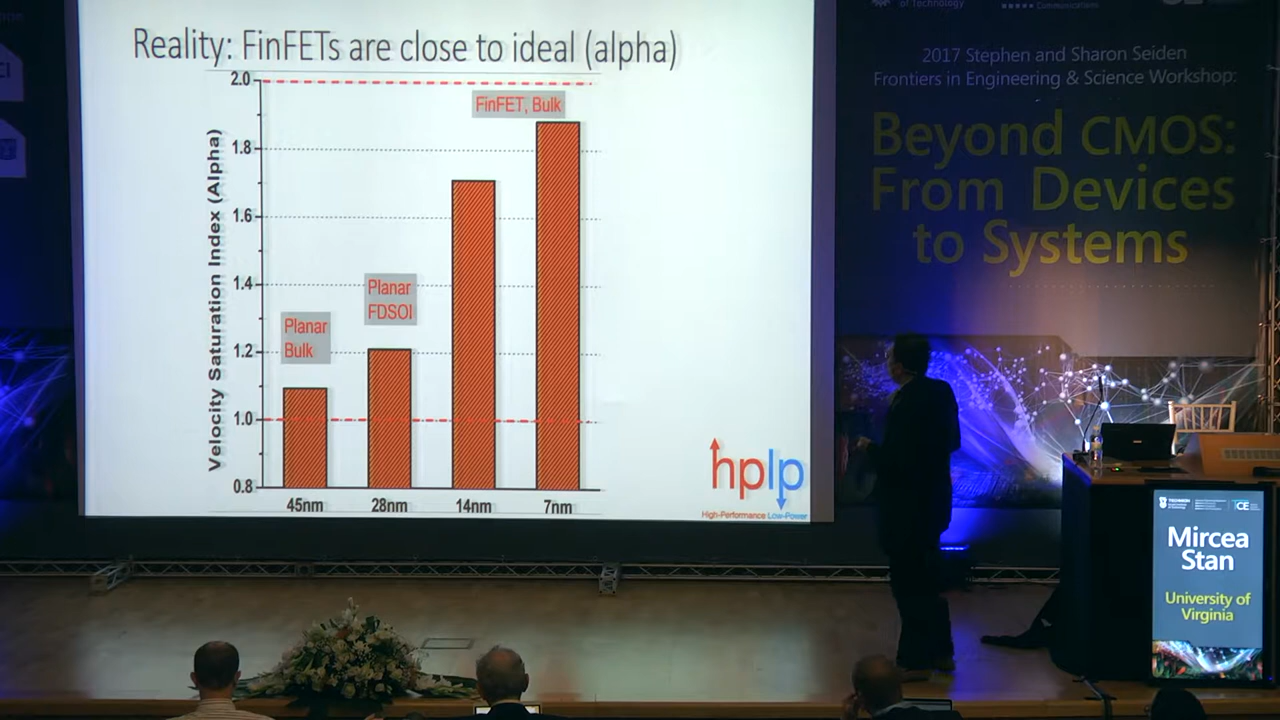 Reality: FinFETs are close to ideal (alpha)
Velocity Saturation Index (Alpha)
2.0
1.8
1.6
1.4
1.2
1.0
0.8
FinFET, Bulk
Planar
FDSOI
Planar
Bulk
45nm
28nm
14nm
7nm
hplp
High-Performance Low-Power
of Technology
Communications
2017 Stephen and Sharon Seiden
Frontiers in Engineering & Science Workshop:
Beyond CMOS:
From Devices
to Systems
Mircea
Stan
University of
Virginia